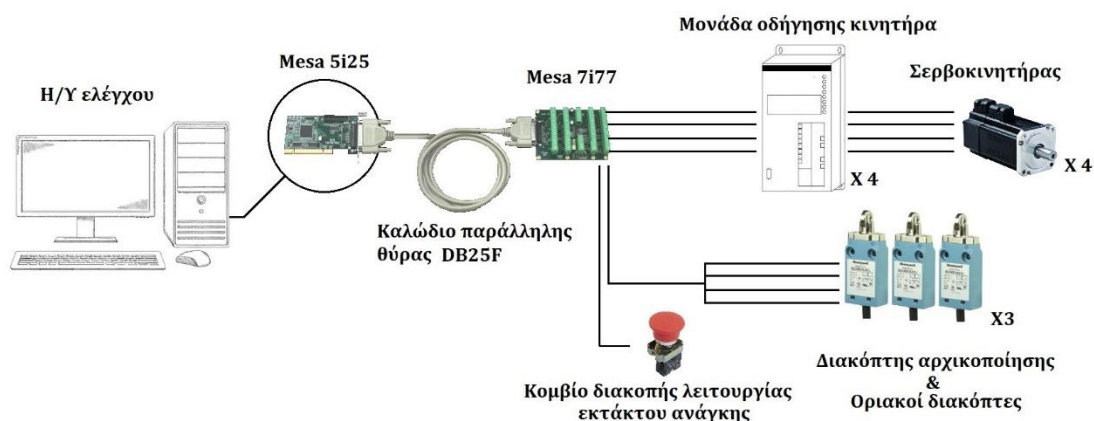 Μονάδα οδήγησης κινητήρα
Mesa 5i25
Mesa 7i77
Σερβοκινητήρας
Η/Υ ελέγχου
X 4
X 4
Καλώδιο παράλληλης
θύρας DB25F
X3
Κομβίο διακοπής λειτουργίας
εκτάκτου ανάγκης
Διακόπτης αρχικοποίησης
&
Οριακοί διακόπτες